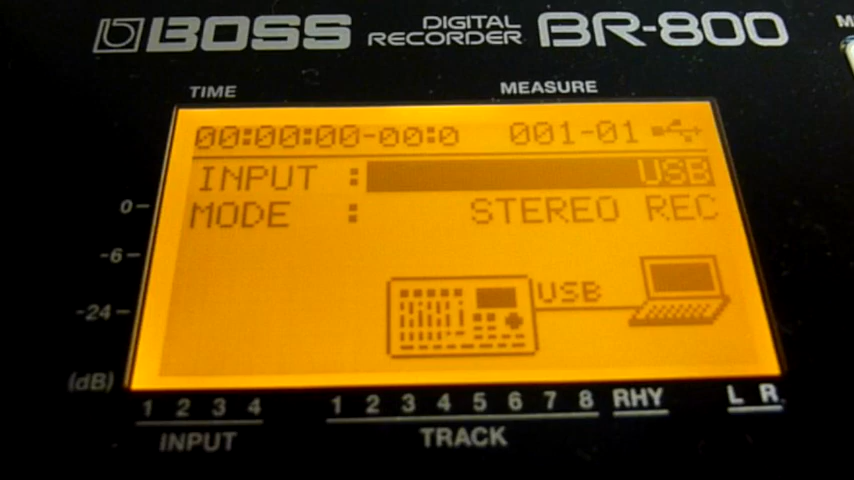 BOSS DIGITAL RECORDER BR-800
M
TIME MEASURE
00:00:00-00:0 001-01
INPUT : USB
MODE : STEREO REC
0-
-6-
-24-
(dB)
USB
1 2 3 4 1 2 3 4 5 6 7 8 RHY L R
INPUT TRACK